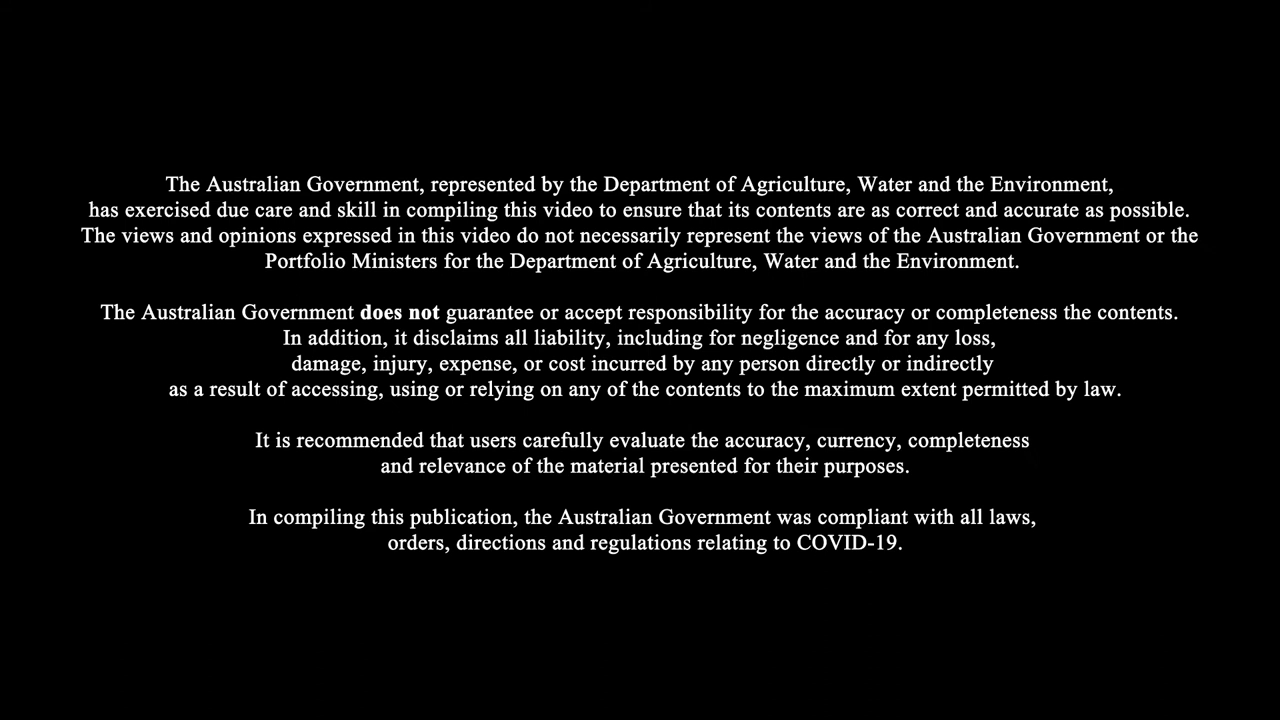 The Australian Government, represented by the Department of Agriculture, Water and the Environment,
has exercised due care and skill in compiling this video to ensure that its contents are as correct and accurate as possible.
The views and opinions expressed in this video do not necessarily represent the views of the Australian Government or the
Portfolio Ministers for the Department of Agriculture, Water and the Environment.
The Australian Government does not guarantee or accept responsibility for the accuracy or completeness the contents.
In addition, it disclaims all liability, including for negligence and for any loss,
damage, injury, expense, or cost incurred by any person directly or indirectly
as a result of accessing, using or relying on any of the contents to the maximum extent permitted by law.
It is recommended that users carefully evaluate the accuracy, currency, completeness
and relevance of the material presented for their purposes.
In compiling this publication, the Australian Government was compliant with all laws,
orders, directions and regulations relating to COVID-19.